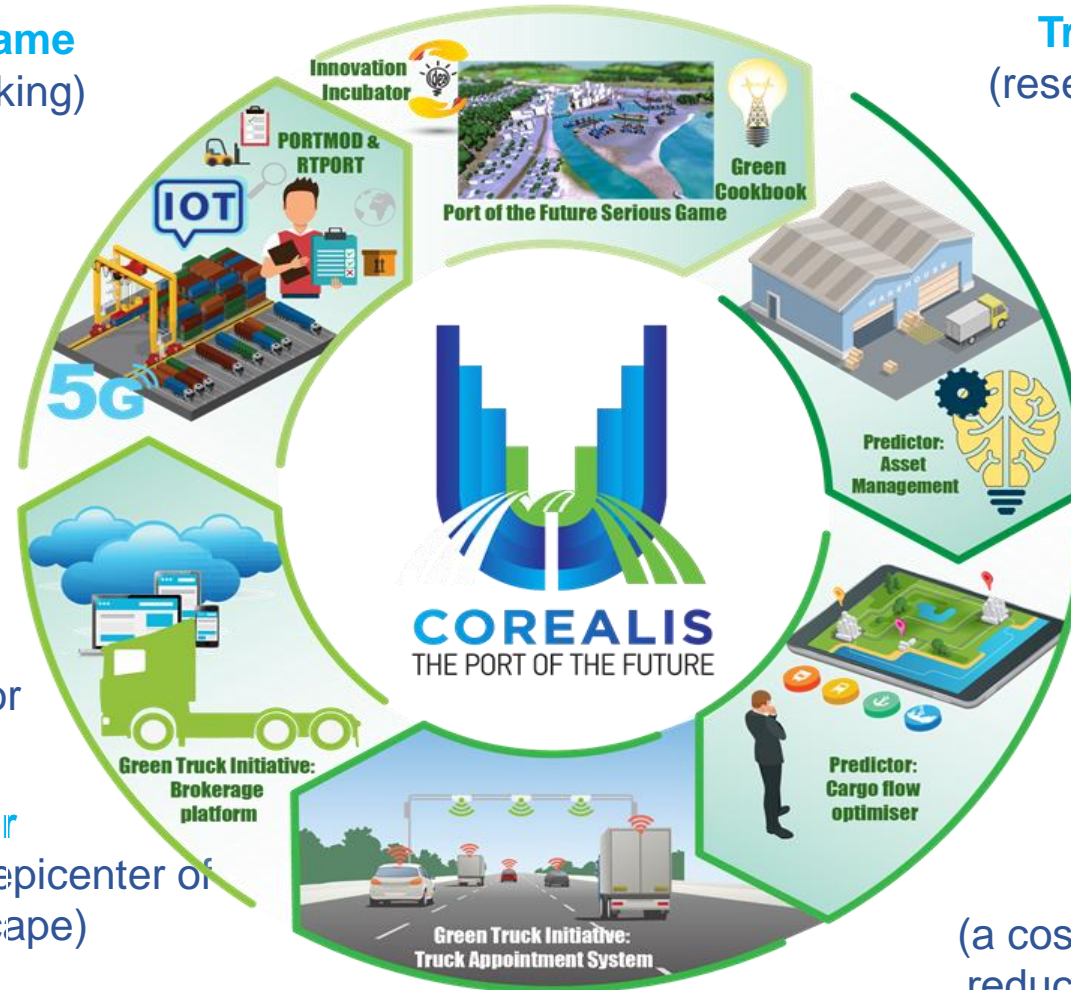 ame
king)
Tr
(rese
Innovation
Incubator
PORTMOD &
RTPORT
IOT
5G
Green
Cookbook
Port of the Future Serious Game
WAREHOUSE
Predictor:
Asset
Management
COREALIS
THE PORT OF THE FUTURE
or
r
epicenter of
cape)
Green Truck Initiative:
Brokerage
platform
Predictor:
Cargo flow
optimiser
Green Truck Initiative:
Truck Appointment System
(a cos
reduc